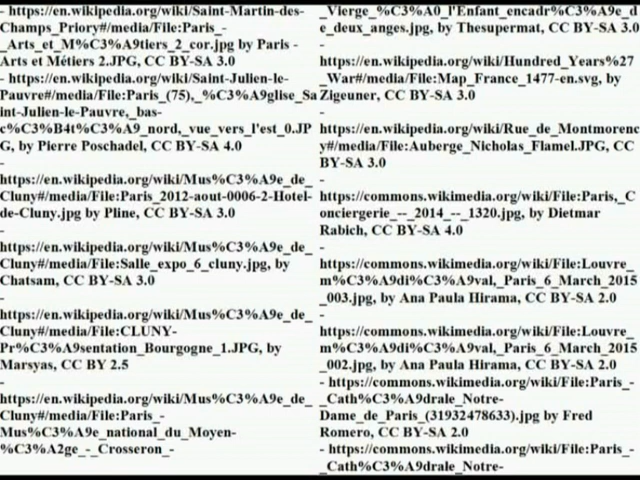 - https://en.wikipedia.org/wiki/Saint-Martin-des-
Champs_Priory#/media/File:Paris_-
_Arts_et_M%C3%A9tiers_2_cor.jpg by Paris -
Arts et Métiers 2.JPG, CC BY-SA 3.0
- https://en.wikipedia.org/wiki/Saint-Julien-le-
Pauvre#/media/File:Paris_(75),_%C3%A9glise_Sa
int-Julien-le-Pauvre,_bas-
c%C3%B4t%C3%A9_nord,_vue_vers_l'est_0.JP
G, by Pierre Poschadel, CC BY-SA 4.0
-
https://en.wikipedia.org/wiki/Mus%C3%A9e_de_
Cluny#/media/File:Paris_2012-aout-0006-2-Hotel-
de-Cluny.jpg by Pline, CC BY-SA 3.0
-
https://en.wikipedia.org/wiki/Mus%C3%A9e_de_
Cluny#/media/File:Salle_expo_6_cluny.jpg, by
Chatsam, CC BY-SA 3.0
-
https://en.wikipedia.org/wiki/Mus%C3%A9e_de_
Cluny#/media/File:CLUNY-
Pr%C3%A9sentation_Bourgogne_1.JPG, by
Marsyas, CC BY 2.5
-
https://en.wikipedia.org/wiki/Mus%C3%A9e_de_
Cluny#/media/File:Paris_-
_Mus%C3%A9e_national_du_Moyen-
_%C3%A2ge_-_Crosseron_-
_Vierge_%C3%A0_l'Enfant_encadr%C3%A9e_d
e_deux_anges.jpg, by Thesupermat, CC BY-SA 3.0
-
https://en.wikipedia.org/wiki/Hundred_Years%27
_War#/media/File:Map_France_1477-en.svg, by
Zigeuner, CC BY-SA 3.0
-
https://en.wikipedia.org/wiki/Rue_de_Montmorenc
y#/media/File:Auberge_Nicholas_Flamel.JPG, CC
BY-SA 3.0
-
https://commons.wikimedia.org/wiki/File:Paris,_C
onciergerie_--_2014_--_1320.jpg, by Dietmar
Rabich, CC BY-SA 4.0
-
https://commons.wikimedia.org/wiki/File:Louvre_
m%C3%A9di%C3%A9val,_Paris_6_March_2015
_003.jpg, by Ana Paula Hirama, CC BY-SA 2.0
-
https://commons.wikimedia.org/wiki/File:Louvre_
m%C3%A9di%C3%A9val,_Paris_6_March_2015
_002.jpg, by Ana Paula Hirama, CC BY-SA 2.0
- https://commons.wikimedia.org/wiki/File:Paris_-
_Cath%C3%A9drale_Notre-
Dame_de_Paris_(31932478633).jpg by Fred
Romero, CC BY-SA 2.0
- https://commons.wikimedia.org/wiki/File:Paris_-
_Cath%C3%A9drale_Notre-